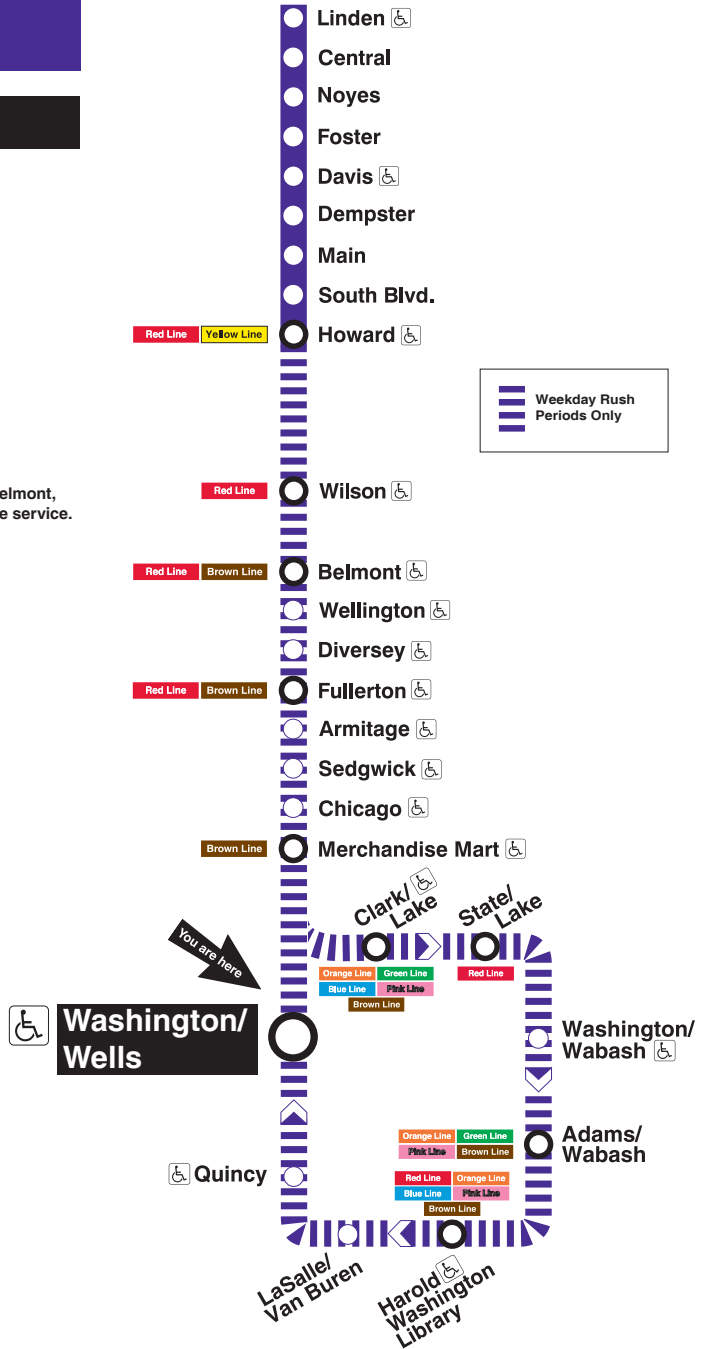 Linden
Central
Noyes
Foster
Davis
Dempster
Main
South Blvd.
Red Line Yellow Line Howard
Weekday Rush
Periods Only
Red Line Wilson
elmont,
e service.
Red Line Brown Line Belmont
Wellington
Diversey
Red Line Brown Line Fullerton
Armitage
Sedgwick
Chicago
Brown Line Merchandise Mart
Clark/
Lake
Orange Line Green Line
Blue Line Pink Line
Brown Line
State/
Lake
Red Line
You are here
Washington/
Wells
Washington/
Wabash
Orange Line Green Line
Pink Line Brown Line
Adams/
Wabash
Quincy
Red Line Orange Line
Blue Line Pink Line
Brown Line
LaSalle/
Van Buren
Harold
Washington
Library